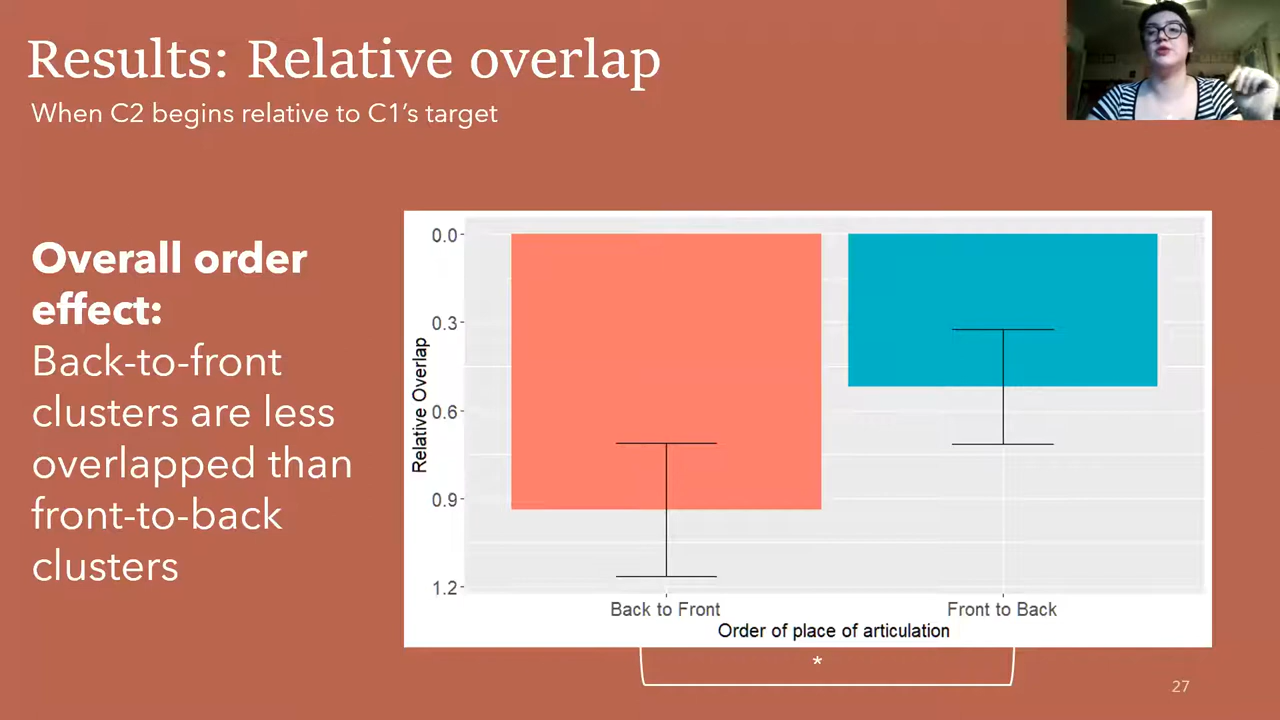 Results: Relative overlap
When C2 begins relative to C1’s target
Overall order
effect:
Back-to-front
clusters are less
overlapped than
front-to-back
clusters
Relative Overlap
0.0
0.3
0.6
0.9
1.2
Back to Front
Front to Back
Order of place of articulation
*
27